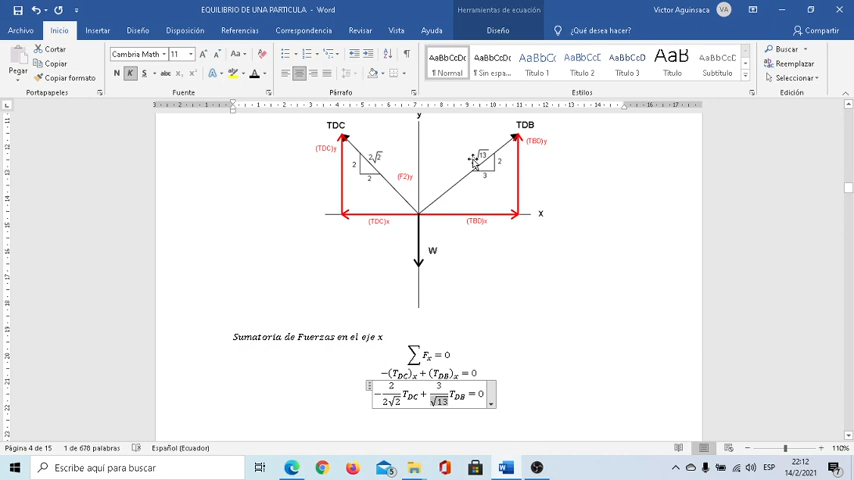 EQUILIBRIO DE UNA PARTICULA. - Word
Herramientas de ecuación
Victor Aguinsaca
VA
Archivo Inicio Insertar Diseño Disposición Referencias Correspondencia Revisar Vista Ayuda Diseño ¿Qué desea hacer? Compartir
Pegar
Cortar
Copiar
Copiar formato
Portapapeles
Cambria Math 11
N K S abc
Fuente
Párrafo
AaBbCcDc ¶ Normal
AaBbCcDc ¶ Sin espa...
AaBbC Título 1
AaBbCcD Título 2
AaBbCcD Título 3
AaB Título
AaBbCcD Subtítulo
Estilos
Buscar
Reemplazar
Seleccionar
Edición
y
TDC
TDB
(TDC)y
(TBD)y
2√2
2
2
√13
2
3
(F2)y
x
(TDC)x
(TBD)x
W
Sumatoria de Fuerzas en el eje x
∑ Fₓ = 0
−(T_DC)ₓ + (T_DB)ₓ = 0
−2/(2√2) T_DC + 3/√13 T_DB = 0
Página 4 de 15 1 de 678 palabras Español (Ecuador)
110%
Escribe aquí para buscar
5
ESP
22:12
14/2/2021